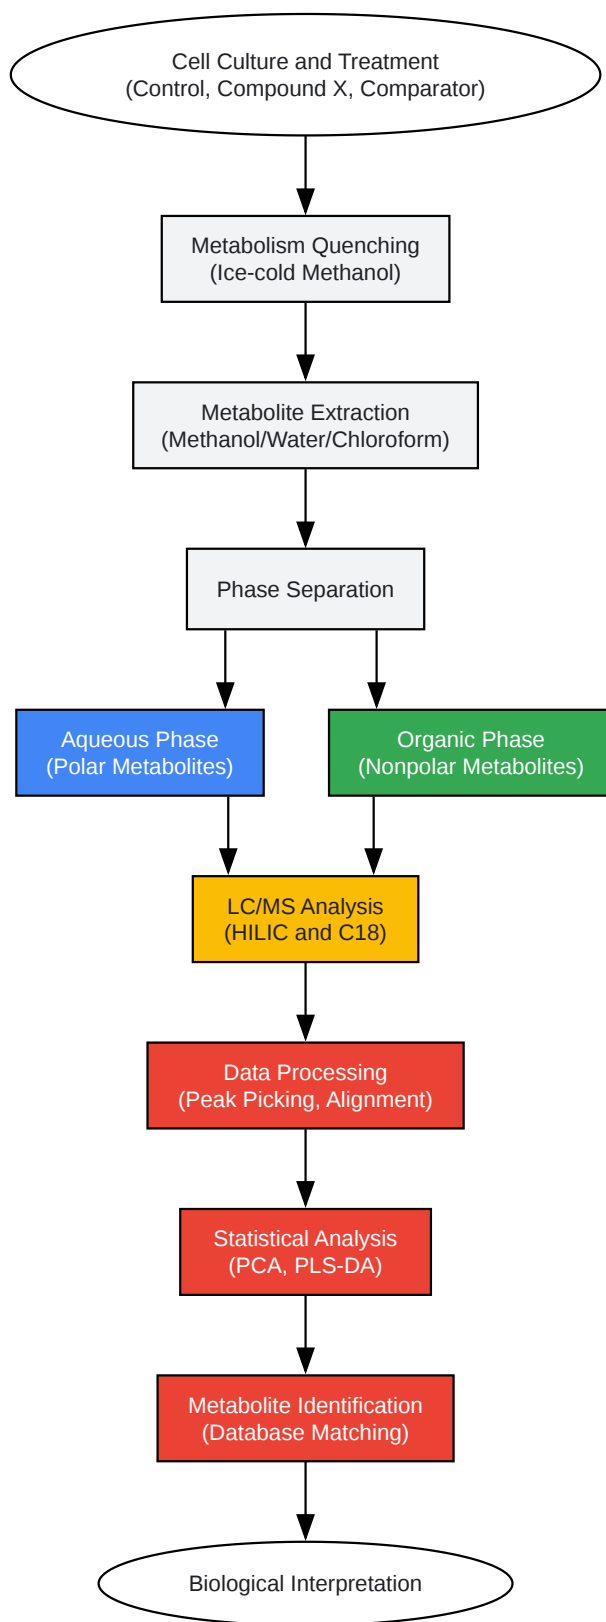 Cell Culture and Treatment
(Control, Compound X, Comparator)
Metabolism Quenching
(Ice-cold Methanol)
Metabolite Extraction
(Methanol/Water/Chloroform)
Phase Separation
Aqueous Phase
(Polar Metabolites)
Organic Phase
(Nonpolar Metabolites)
LC/MS Analysis
(HILIC and C18)
Data Processing
(Peak Picking, Alignment)
Statistical Analysis
(PCA, PLS-DA)
Metabolite Identification
(Database Matching)
Biological Interpretation